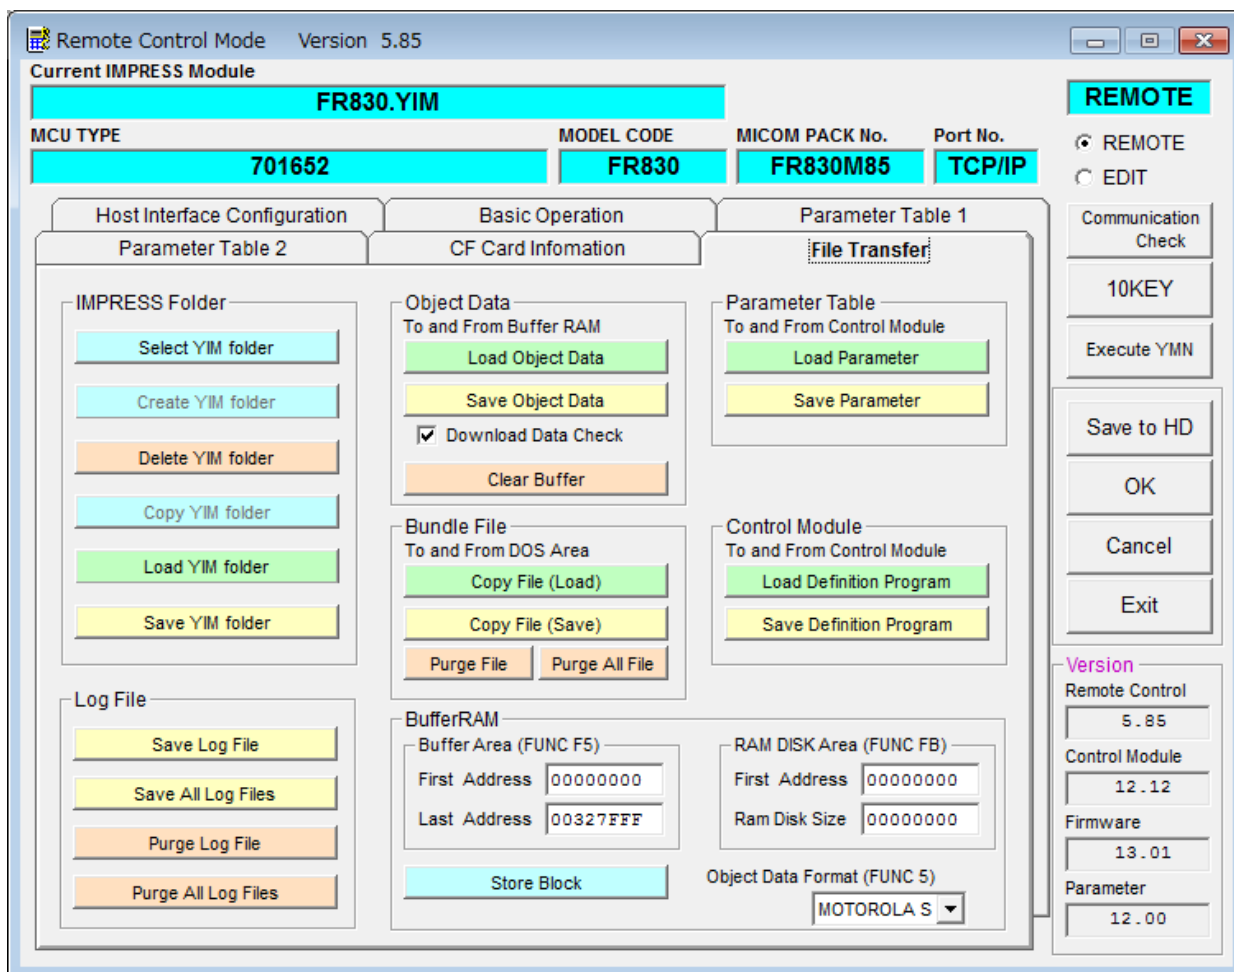 Remote Control Mode Version 5.85
Current IMPRESS Module
FR830.YIM
REMOTE
MCU TYPE MODEL CODE MICOM PACK No. Port No.
701652 FR830 FR830M85 TCP/IP
REMOTE
EDIT
Host Interface Configuration Basic Operation Parameter Table 1
Parameter Table 2 CF Card Infomation File Transfer
IMPRESS Folder
Select YIM folder
Create YIM folder
Delete YIM folder
Copy YIM folder
Load YIM folder
Save YIM folder
Log File
Save Log File
Save All Log Files
Purge Log File
Purge All Log Files
Object Data
To and From Buffer RAM
Load Object Data
Save Object Data
Download Data Check
Clear Buffer
Bundle File
To and From DOS Area
Copy File (Load)
Copy File (Save)
Purge File Purge All File
Parameter Table
To and From Control Module
Load Parameter
Save Parameter
Control Module
To and From Control Module
Load Definition Program
Save Definition Program
BufferRAM
Buffer Area (FUNC F5)
First Address 00000000
Last Address 00327FFF
Store Block
RAM DISK Area (FUNC FB)
First Address 00000000
Ram Disk Size 00000000
Object Data Format (FUNC 5)
MOTOROLA S
Communication
Check
10KEY
Execute YMN
Save to HD
OK
Cancel
Exit
Version
Remote Control
5.85
Control Module
12.12
Firmware
13.01
Parameter
12.00